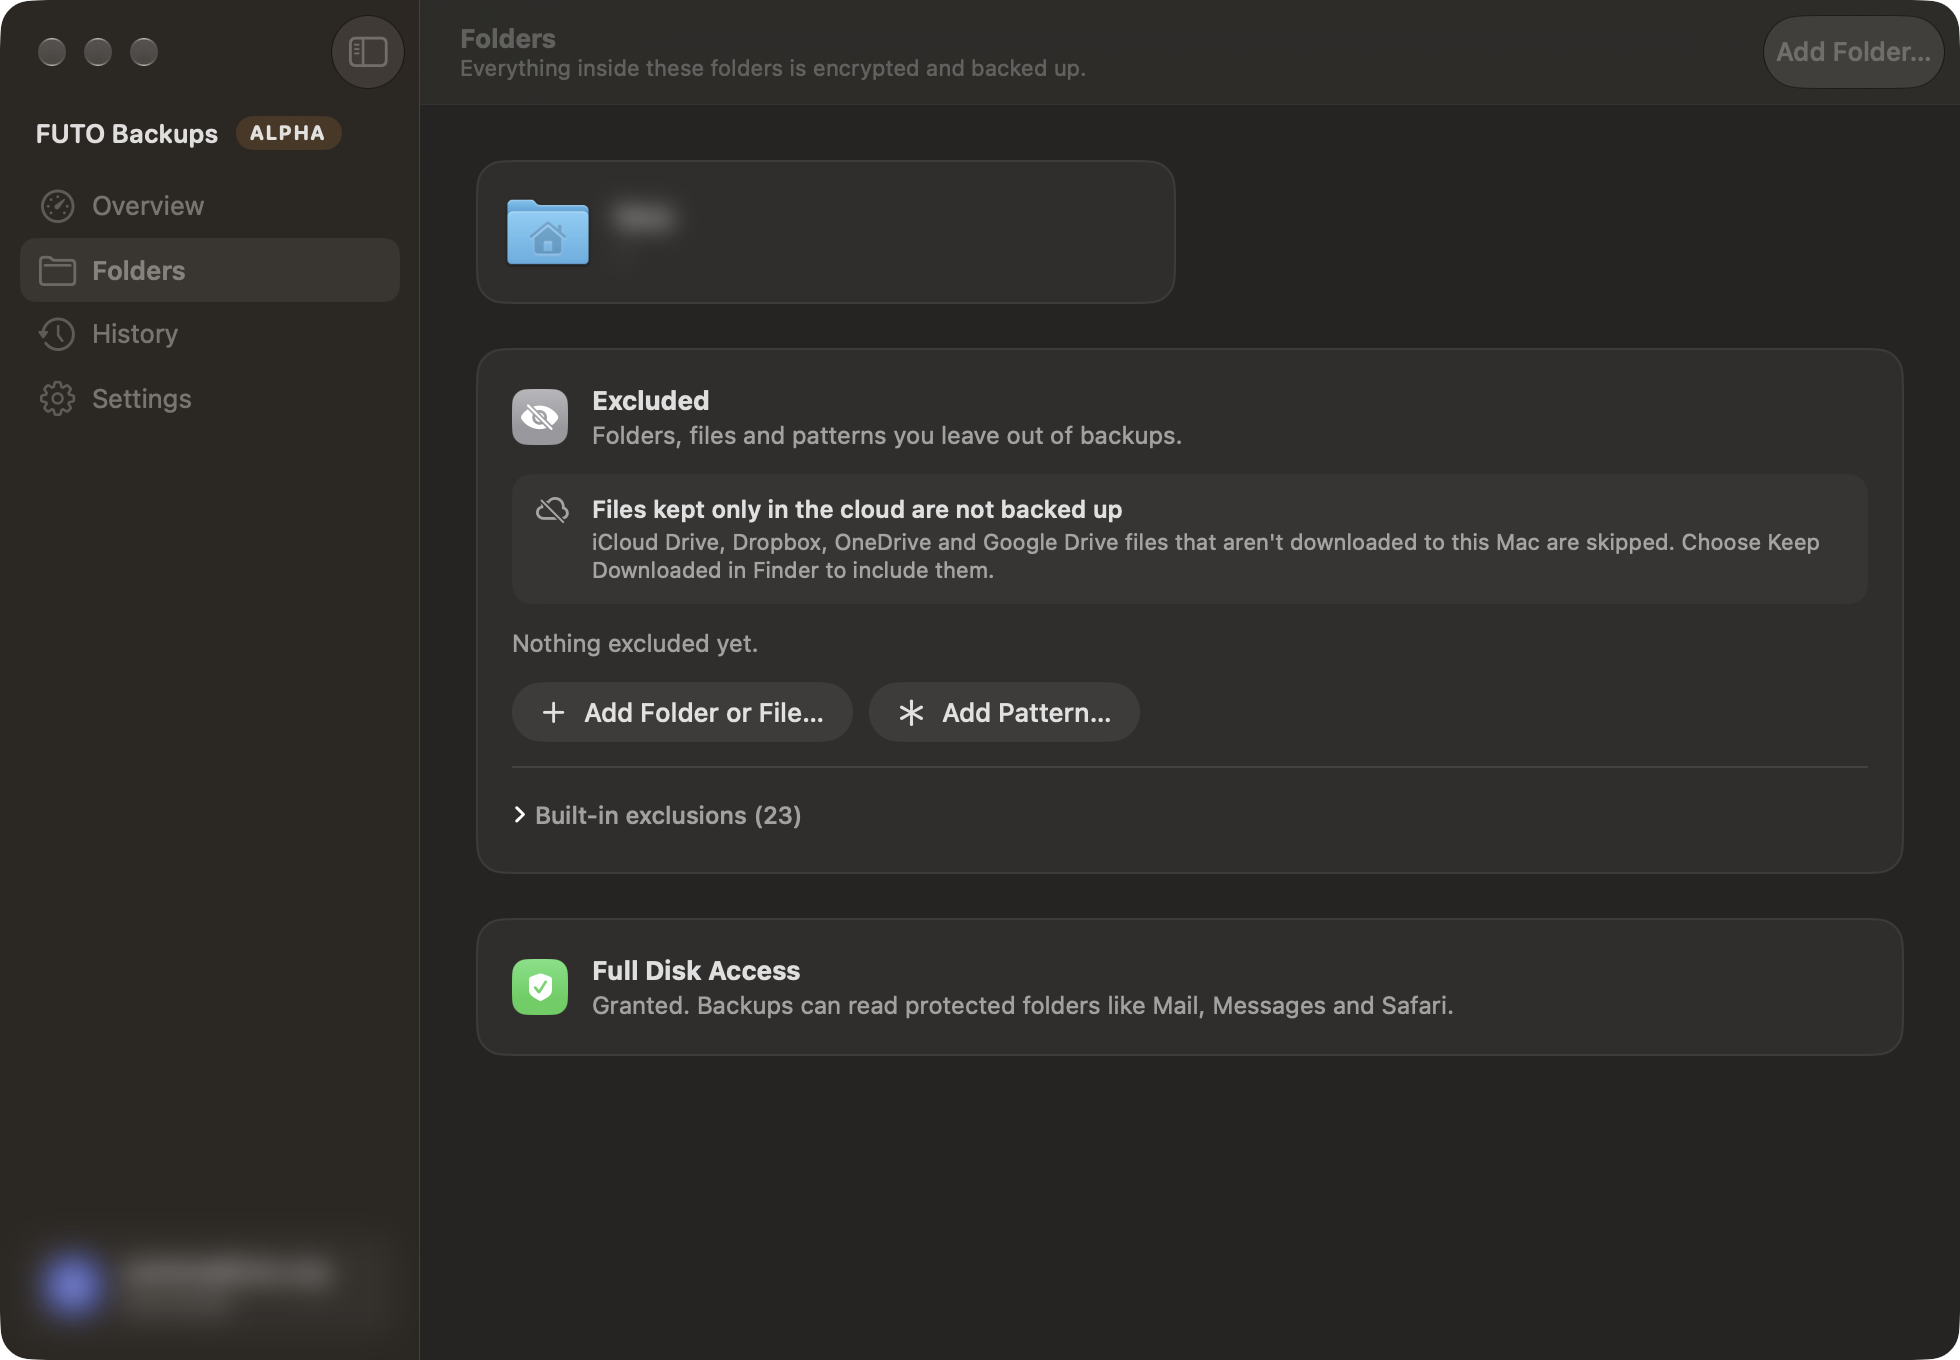 FUTO Backups ALPHA
Overview
Folders
History
Settings
Folders
Everything inside these folders is encrypted and backed up.
Add Folder...
Excluded
Folders, files and patterns you leave out of backups.
Files kept only in the cloud are not backed up
iCloud Drive, Dropbox, OneDrive and Google Drive files that aren't downloaded to this Mac are skipped. Choose Keep
Downloaded in Finder to include them.
Nothing excluded yet.
Add Folder or File...
Add Pattern...
Built-in exclusions (23)
Full Disk Access
Granted. Backups can read protected folders like Mail, Messages and Safari.